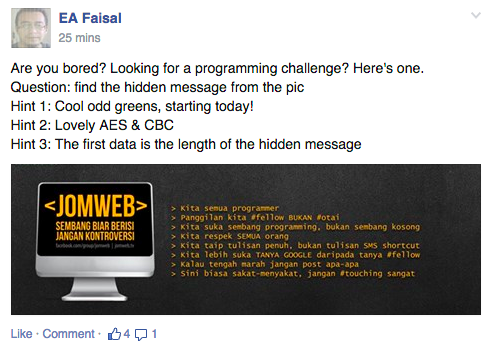 EA Faisal
25 mins
Are you bored? Looking for a programming challenge? Here's one.
Question: find the hidden message from the pic
Hint 1: Cool odd greens, starting today!
Hint 2: Lovely AES & CBC
Hint 3: The first data is the length of the hidden message
<JOMWEB>
SEMBANG BIAR BERISI
JANGAN KONTROVERSI
facebook.com/group/jomweb | jomweb.tv
> Kita semua programmer
> Panggilan kita #fellow BUKAN #otai
> Kita suka sembang programming, bukan sembang kosong
> Kita respek SEMUA orang
> Kita taip tulisan penuh, bukan tulisan SMS shortcut
> Kita lebih suka TANYA GOOGLE daripada tanya #fellow
> Kalau tengah marah jangan post apa-apa
> Sini biasa sakat-menyakat, jangan #touching sangat
Like · Comment · 4 1